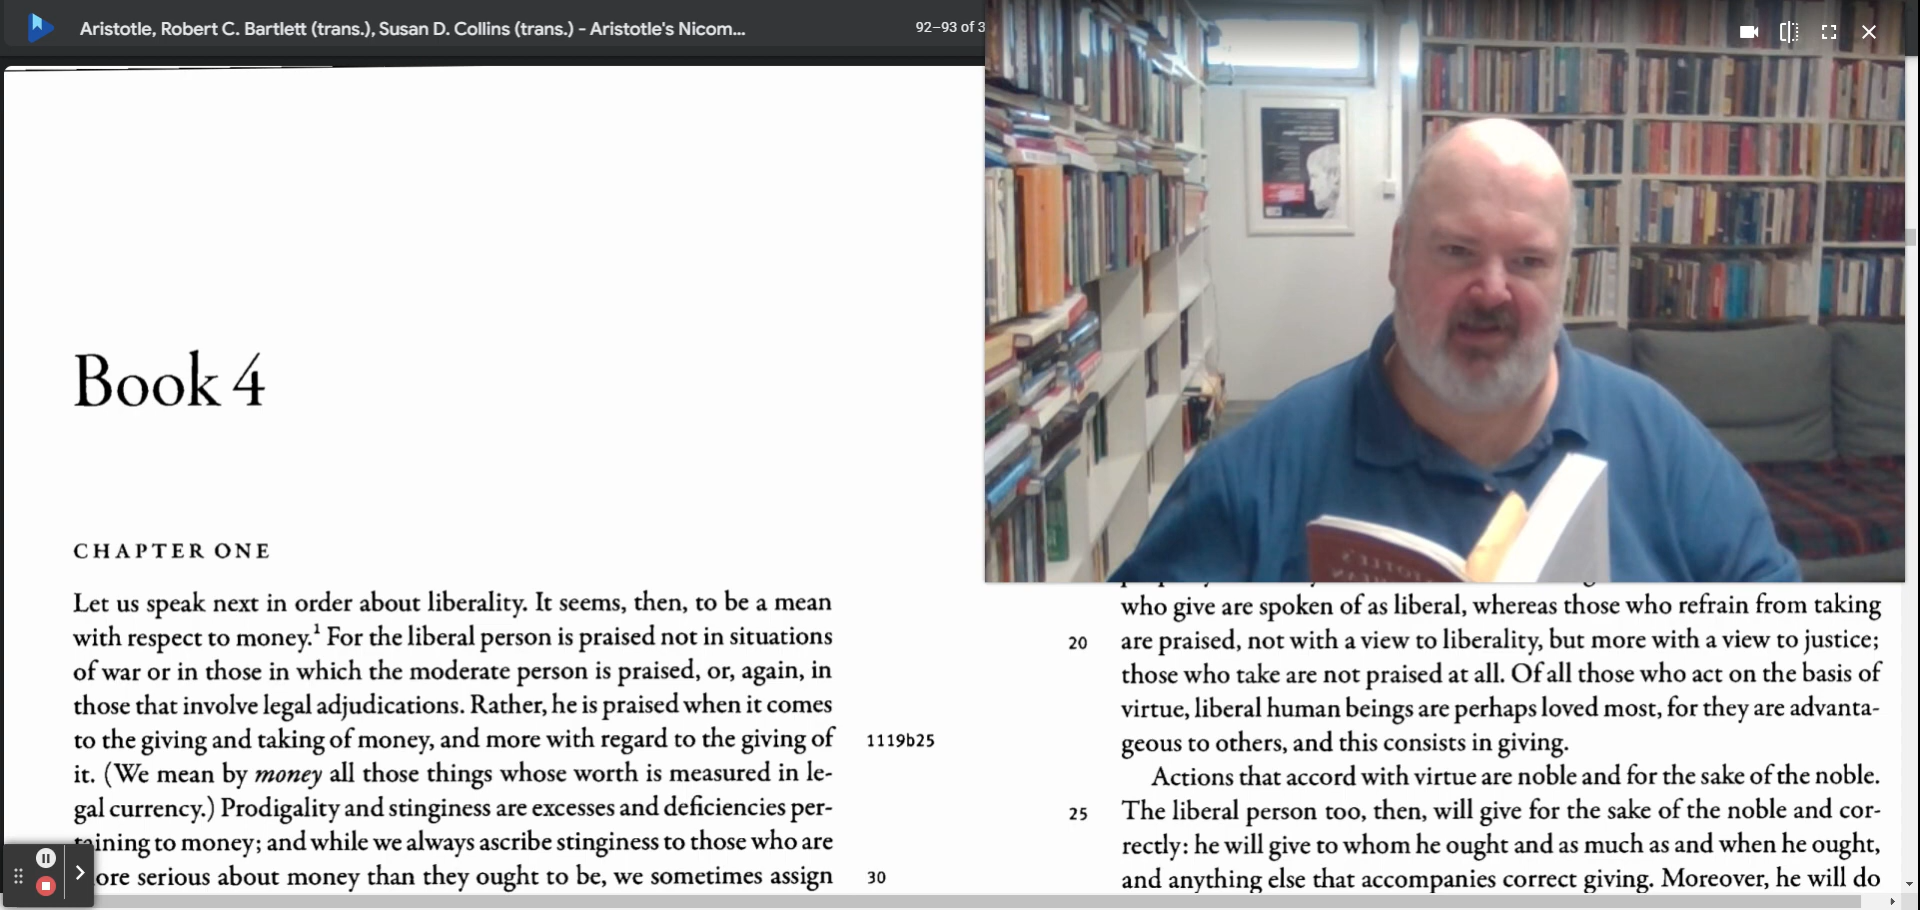 Aristotle, Robert C. Bartlett (trans.), Susan D. Collins (trans.) - Aristotle's Nicom...
92–93 of 3
Book 4
CHAPTER ONE
Let us speak next in order about liberality. It seems, then, to be a mean
with respect to money.¹ For the liberal person is praised not in situations
of war or in those in which the moderate person is praised, or, again, in
those that involve legal adjudications. Rather, he is praised when it comes
to the giving and taking of money, and more with regard to the giving of
1119b25
it. (We mean by money all those things whose worth is measured in le-
gal currency.) Prodigality and stinginess are excesses and deficiencies per-
taining to money; and while we always ascribe stinginess to those who are
more serious about money than they ought to be, we sometimes assign
30
who give are spoken of as liberal, whereas those who refrain from taking
20
are praised, not with a view to liberality, but more with a view to justice;
those who take are not praised at all. Of all those who act on the basis of
virtue, liberal human beings are perhaps loved most, for they are advanta-
geous to others, and this consists in giving.
Actions that accord with virtue are noble and for the sake of the noble.
25
The liberal person too, then, will give for the sake of the noble and cor-
rectly: he will give to whom he ought and as much as and when he ought,
and anything else that accompanies correct giving. Moreover, he will do